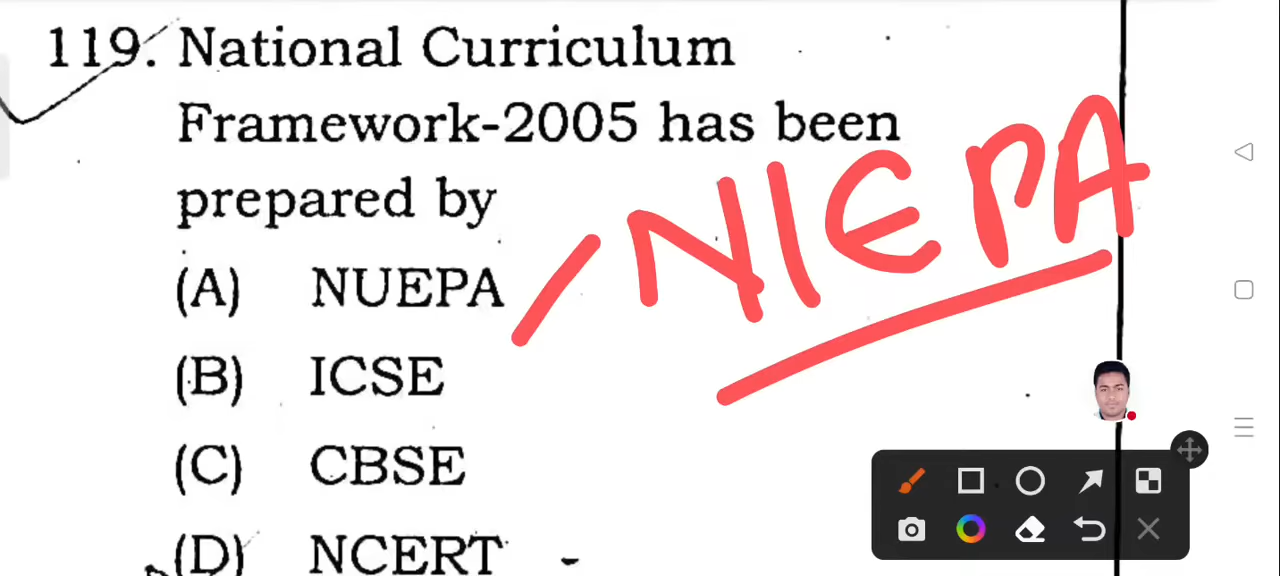 119. National Curriculum
Framework-2005 has been
prepared by
(A) NUEPA
NIEPA
(B) ICSE
(C) CBSE
(D) NCERT